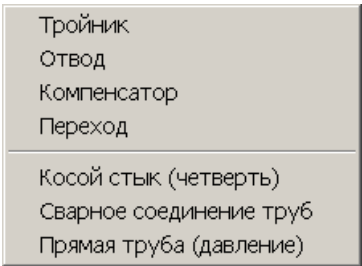 Тройник
Отвод
Компенсатор
Переход
Косой стык (четверть)
Сварное соединение труб
Прямая труба (давление)